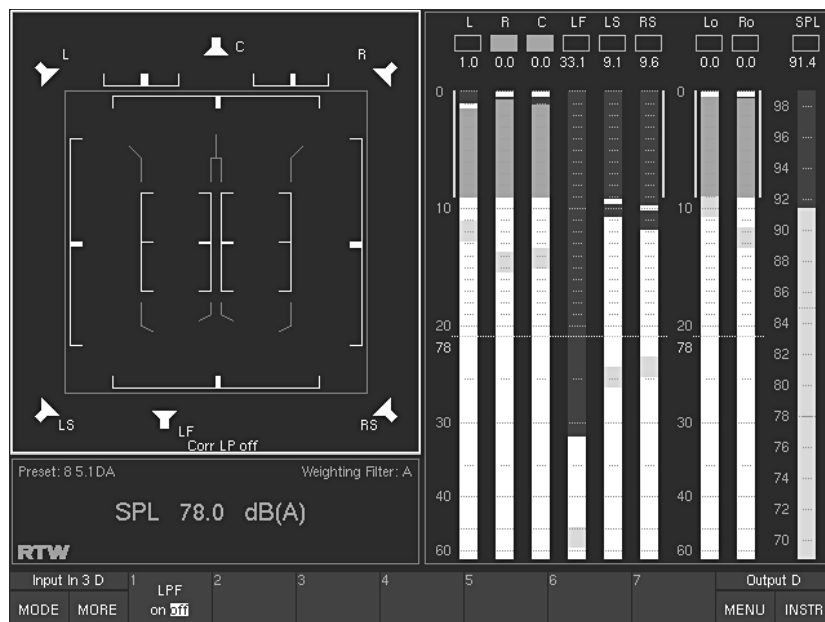 L R C LF LS RS Lo Ro SPL
1.0 0.0 0.0 33.1 9.1 9.6 0.0 0.0 91.4
L
C
R
LS
LF
RS
Corr LP off
0
10
20
78
30
40
60
0
10
20
78
30
40
60
98
96
94
92
90
88
86
84
82
80
78
76
74
72
70
Preset: 8 5.1DA Weighting Filter: A
SPL 78.0 dB(A)
RTW
Input In 3 D 1 2 3 4 5 6 7 Output D
LPF
MODE MORE on off MENU INSTR